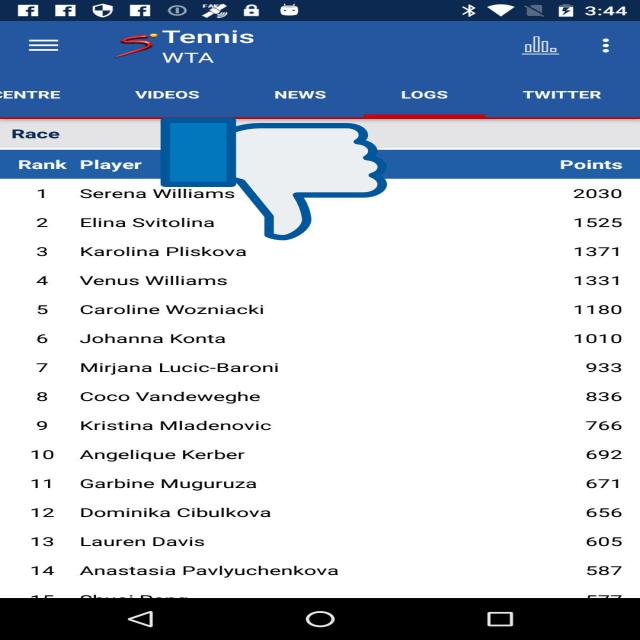 3:44
Tennis
WTA
CENTRE VIDEOS NEWS LOGS TWITTER
Race
Rank Player Points
1 Serena Williams 2030
2 Elina Svitolina 1525
3 Karolina Pliskova 1371
4 Venus Williams 1331
5 Caroline Wozniacki 1180
6 Johanna Konta 1010
7 Mirjana Lucic-Baroni 933
8 Coco Vandeweghe 836
9 Kristina Mladenovic 766
10 Angelique Kerber 692
11 Garbine Muguruza 671
12 Dominika Cibulkova 656
13 Lauren Davis 605
14 Anastasia Pavlyuchenkova 587